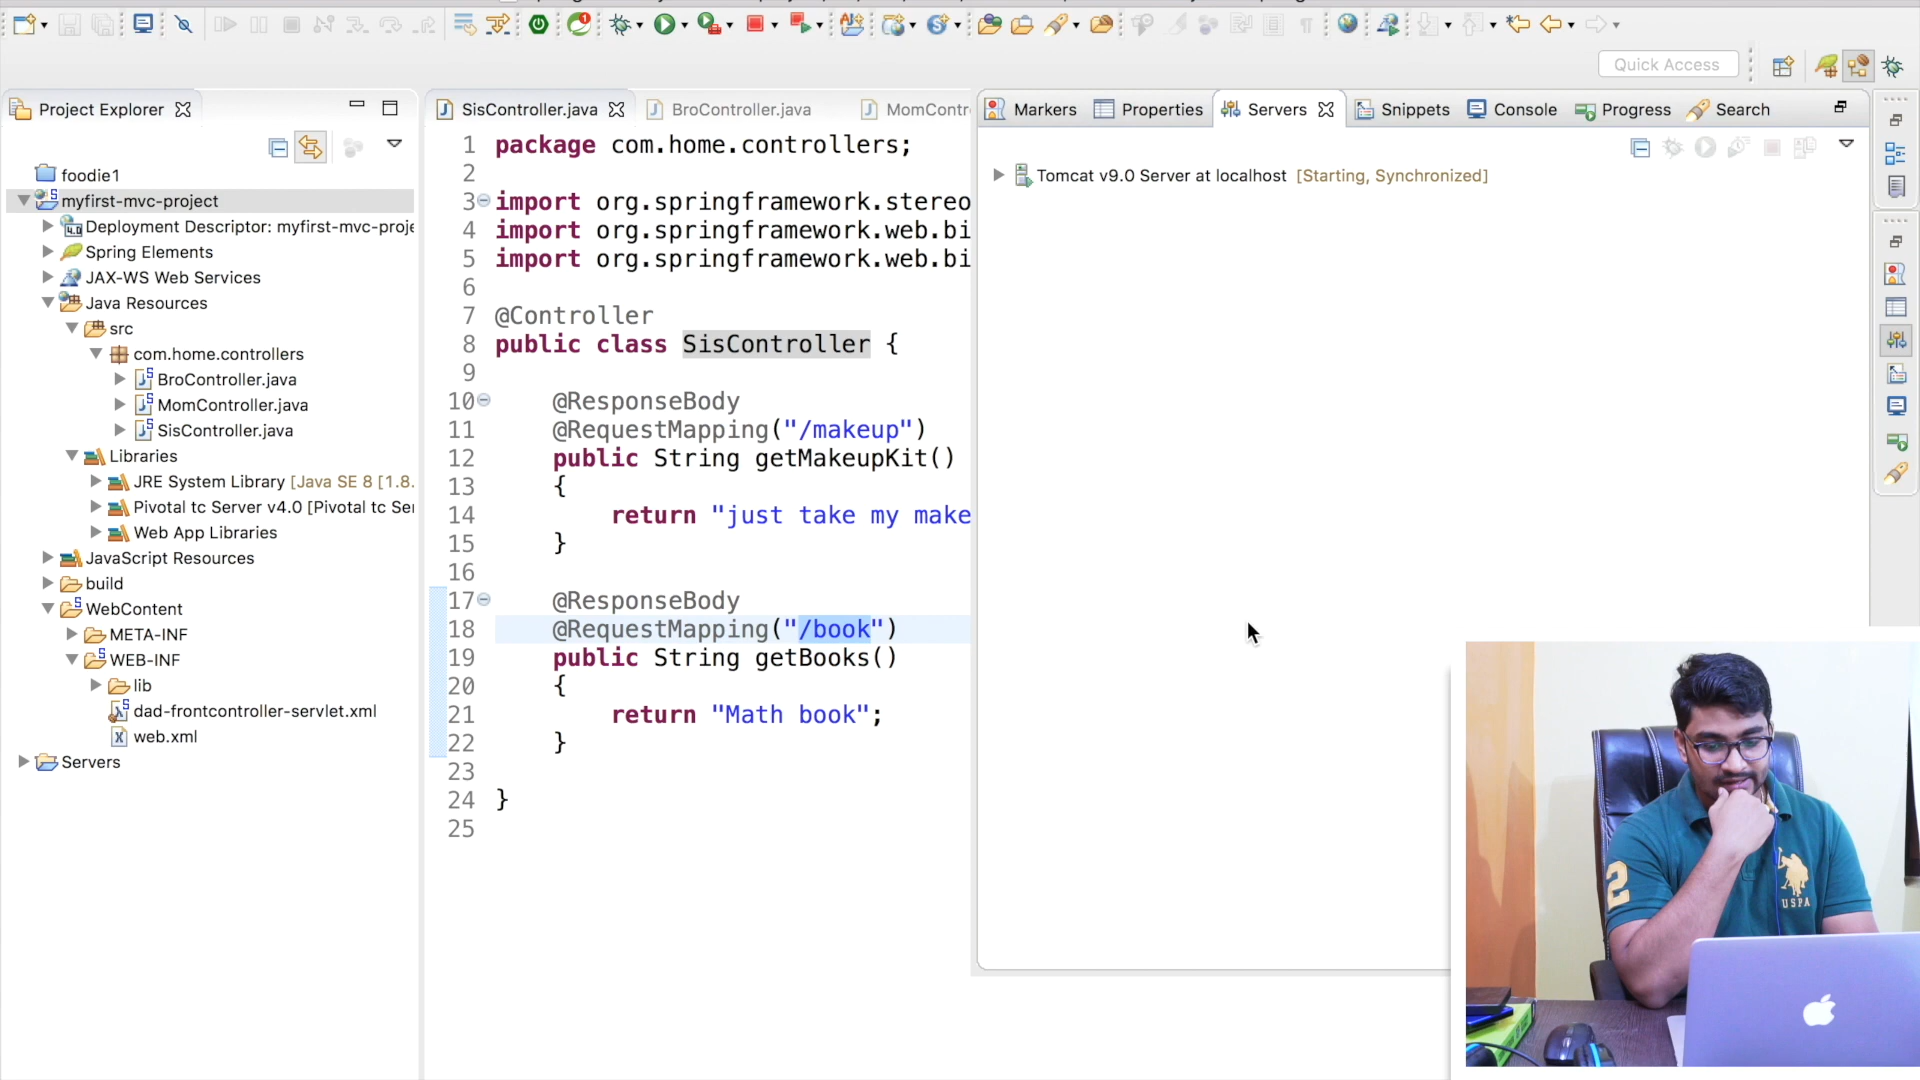 Quick Access
Project Explorer
foodie1
myfirst-mvc-project
Deployment Descriptor: myfirst-mvc-proje
Spring Elements
JAX-WS Web Services
Java Resources
src
com.home.controllers
BroController.java
MomController.java
SisController.java
Libraries
JRE System Library [Java SE 8 [1.8.
Pivotal tc Server v4.0 [Pivotal tc Ser
Web App Libraries
JavaScript Resources
build
WebContent
META-INF
WEB-INF
lib
dad-frontcontroller-servlet.xml
web.xml
Servers
SisController.java BroController.java MomContr
1 package com.home.controllers;
2
3 import org.springframework.stereo
4 import org.springframework.web.bi
5 import org.springframework.web.bi
6
7 @Controller
8 public class SisController {
9
10 @ResponseBody
11 @RequestMapping("/makeup")
12 public String getMakeupKit()
13 {
14 return "just take my make
15 }
16
17 @ResponseBody
18 @RequestMapping("/book")
19 public String getBooks()
20 {
21 return "Math book";
22 }
23
24 }
25
Markers Properties Servers Snippets Console Progress Search
Tomcat v9.0 Server at localhost [Starting, Synchronized]
2
USPA